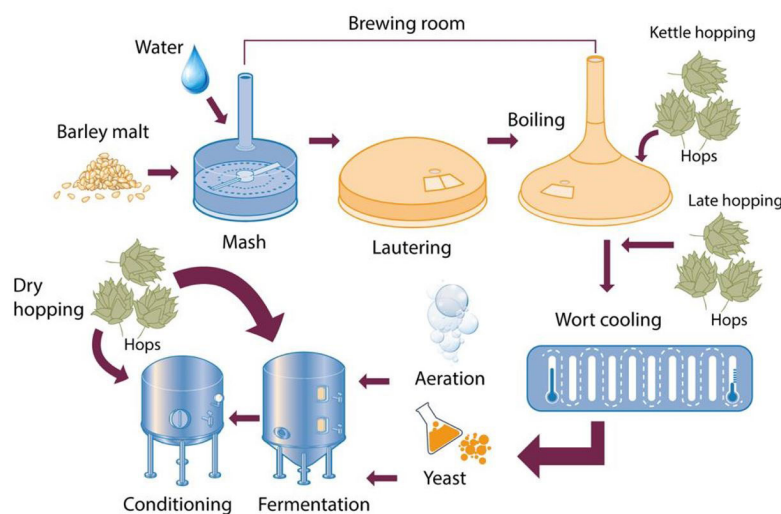 Brewing room
Water
Kettle hopping
Boiling
Barley malt
Hops
Mash
Lautering
Late hopping
Dry
hopping
Hops
Wort cooling
Hops
Aeration
Yeast
Conditioning
Fermentation